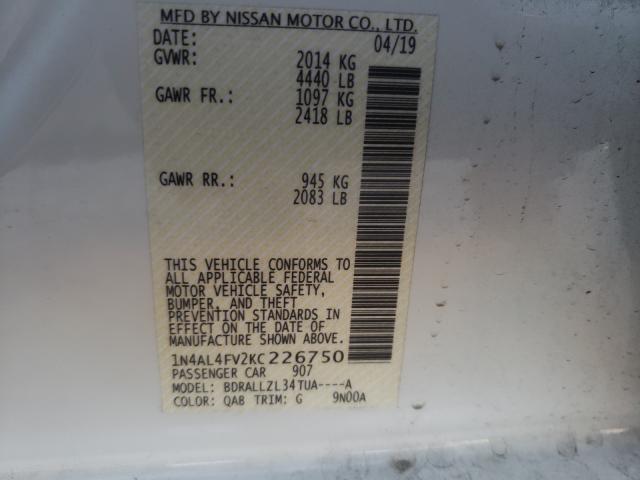 MFD BY NISSAN MOTOR CO., LTD.
DATE: 04/19
GVWR: 2014 KG
4440 LB
GAWR FR.: 1097 KG
2418 LB
GAWR RR.: 945 KG
2083 LB
THIS VEHICLE CONFORMS TO
ALL APPLICABLE FEDERAL
MOTOR VEHICLE SAFETY,
BUMPER, AND THEFT
PREVENTION STANDARDS IN
EFFECT ON THE DATE OF
MANUFACTURE SHOWN ABOVE.
1N4AL4FV2KC226750
PASSENGER CAR 907
MODEL: BDRALLZL34TUA----A
COLOR: QAB TRIM: G 9N00A